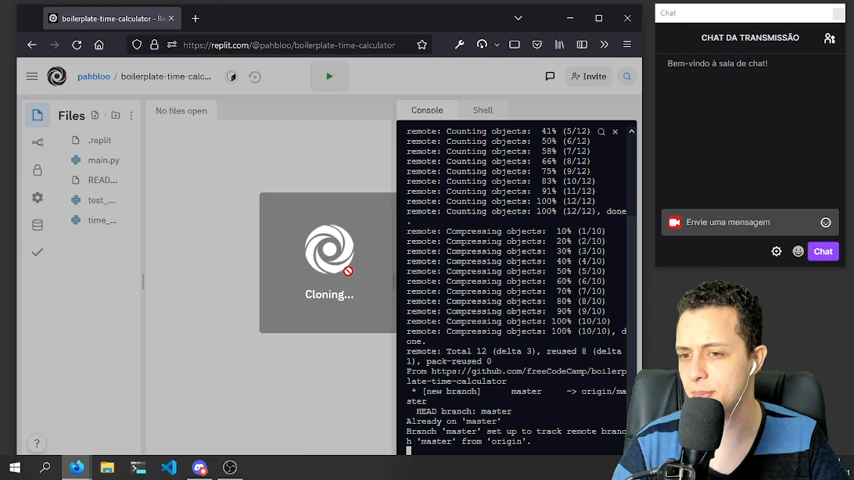 boilerplate-time-calculator - Re
https://replit.com/@pahbloo/boilerplate-time-calculator
pahbloo / boilerplate-time-calc...
Invite
Files
.replit
main.py
READ...
test_...
time_...
No files open
Cloning...
Console
Shell
remote: Counting objects: 41% (5/12)
remote: Counting objects: 50% (6/12)
remote: Counting objects: 58% (7/12)
remote: Counting objects: 66% (8/12)
remote: Counting objects: 75% (9/12)
remote: Counting objects: 83% (10/12)
remote: Counting objects: 91% (11/12)
remote: Counting objects: 100% (12/12)
remote: Counting objects: 100% (12/12), done
.
remote: Compressing objects: 10% (1/10)
remote: Compressing objects: 20% (2/10)
remote: Compressing objects: 30% (3/10)
remote: Compressing objects: 40% (4/10)
remote: Compressing objects: 50% (5/10)
remote: Compressing objects: 60% (6/10)
remote: Compressing objects: 70% (7/10)
remote: Compressing objects: 80% (8/10)
remote: Compressing objects: 90% (9/10)
remote: Compressing objects: 100% (10/10)
remote: Compressing objects: 100% (10/10), d
one.
remote: Total 12 (delta 3), reused 8 (delta
1), pack-reused 0
From https://github.com/freeCodeCamp/boilerp
late-time-calculator
* [new branch] master -> origin/ma
ster
HEAD branch: master
Already on 'master'
Branch 'master' set up to track remote branc
h 'master' from 'origin'.
Chat
CHAT DA TRANSMISSÃO
Bem-vindo à sala de chat!
Envie uma mensagem
Chat